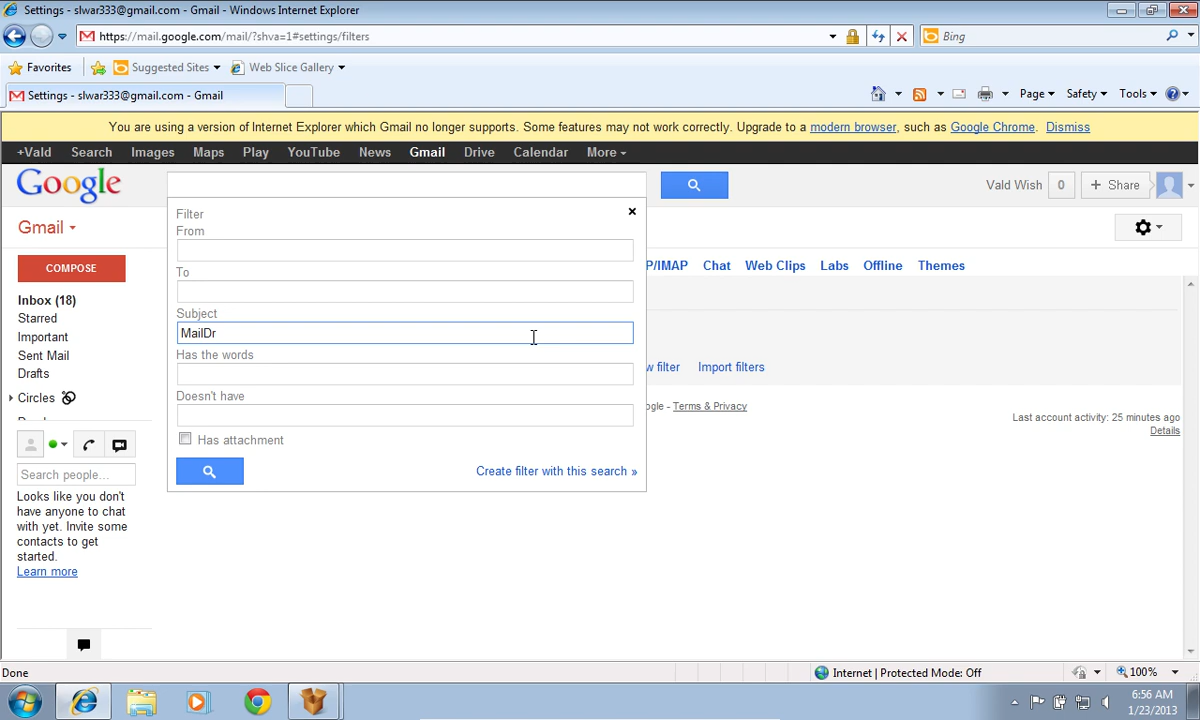 Settings - slwar333@gmail.com - Gmail - Windows Internet Explorer
https://mail.google.com/mail/?shva=1#settings/filters
Bing
Favorites Suggested Sites Web Slice Gallery
Settings - slwar333@gmail.com - Gmail
Page Safety Tools
You are using a version of Internet Explorer which Gmail no longer supports. Some features may not work correctly. Upgrade to a modern browser, such as Google Chrome. Dismiss
+Vald Search Images Maps Play YouTube News Gmail Drive Calendar More
Google
Vald Wish 0 + Share
Filter
From
Gmail
To
COMPOSE
P/IMAP Chat Web Clips Labs Offline Themes
Inbox (18)
Subject
Starred
MailDr
Important
Has the words
Sent Mail
w filter Import filters
Drafts
Doesn't have
Circles
ogle - Terms & Privacy
Last account activity: 25 minutes ago
Details
Has attachment
Create filter with this search »
Search people...
Looks like you don't
have anyone to chat
with yet. Invite some
contacts to get
started.
Learn more
Done
Internet | Protected Mode: Off
100%
6:56 AM
1/23/2013